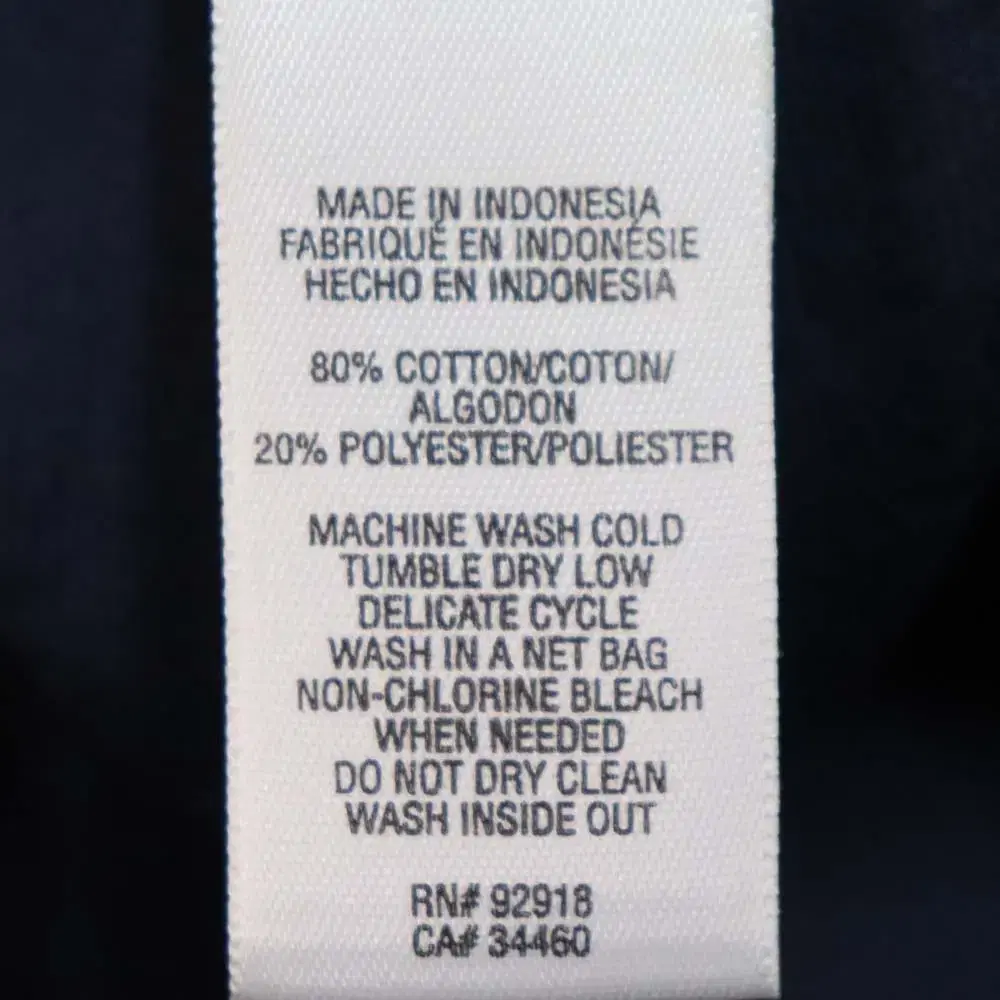 MADE IN INDONESIA
FABRIQUÉ EN INDONÉSIE
HECHO EN INDONESIA
80% COTTON/COTON/
ALGODON
20% POLYESTER/POLIESTER
MACHINE WASH COLD
TUMBLE DRY LOW
DELICATE CYCLE
WASH IN A NET BAG
NON-CHLORINE BLEACH
WHEN NEEDED
DO NOT DRY CLEAN
WASH INSIDE OUT
RN# 92918
CA# 34460